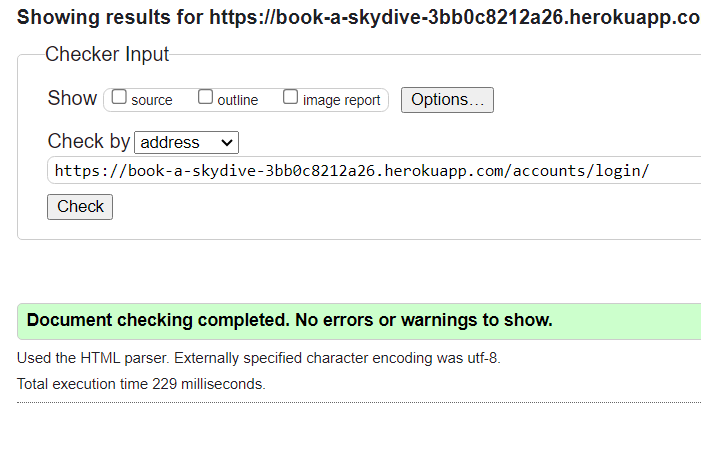 Showing results for https://book-a-skydive-3bb0c8212a26.herokuapp.co
Checker Input
Show source outline image report Options...
Check by address
https://book-a-skydive-3bb0c8212a26.herokuapp.com/accounts/login/
Check
Document checking completed. No errors or warnings to show.
Used the HTML parser. Externally specified character encoding was utf-8.
Total execution time 229 milliseconds.